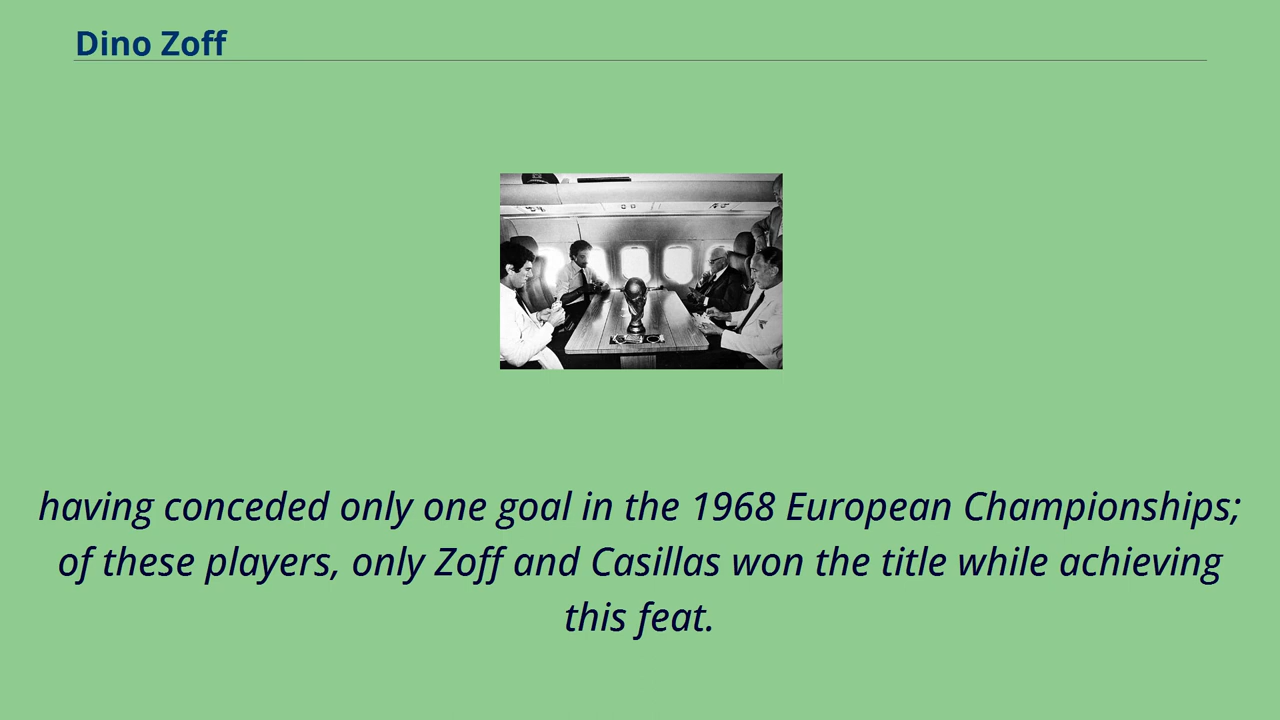 Dino Zoff
having conceded only one goal in the 1968 European Championships;
of these players, only Zoff and Casillas won the title while achieving
this feat.